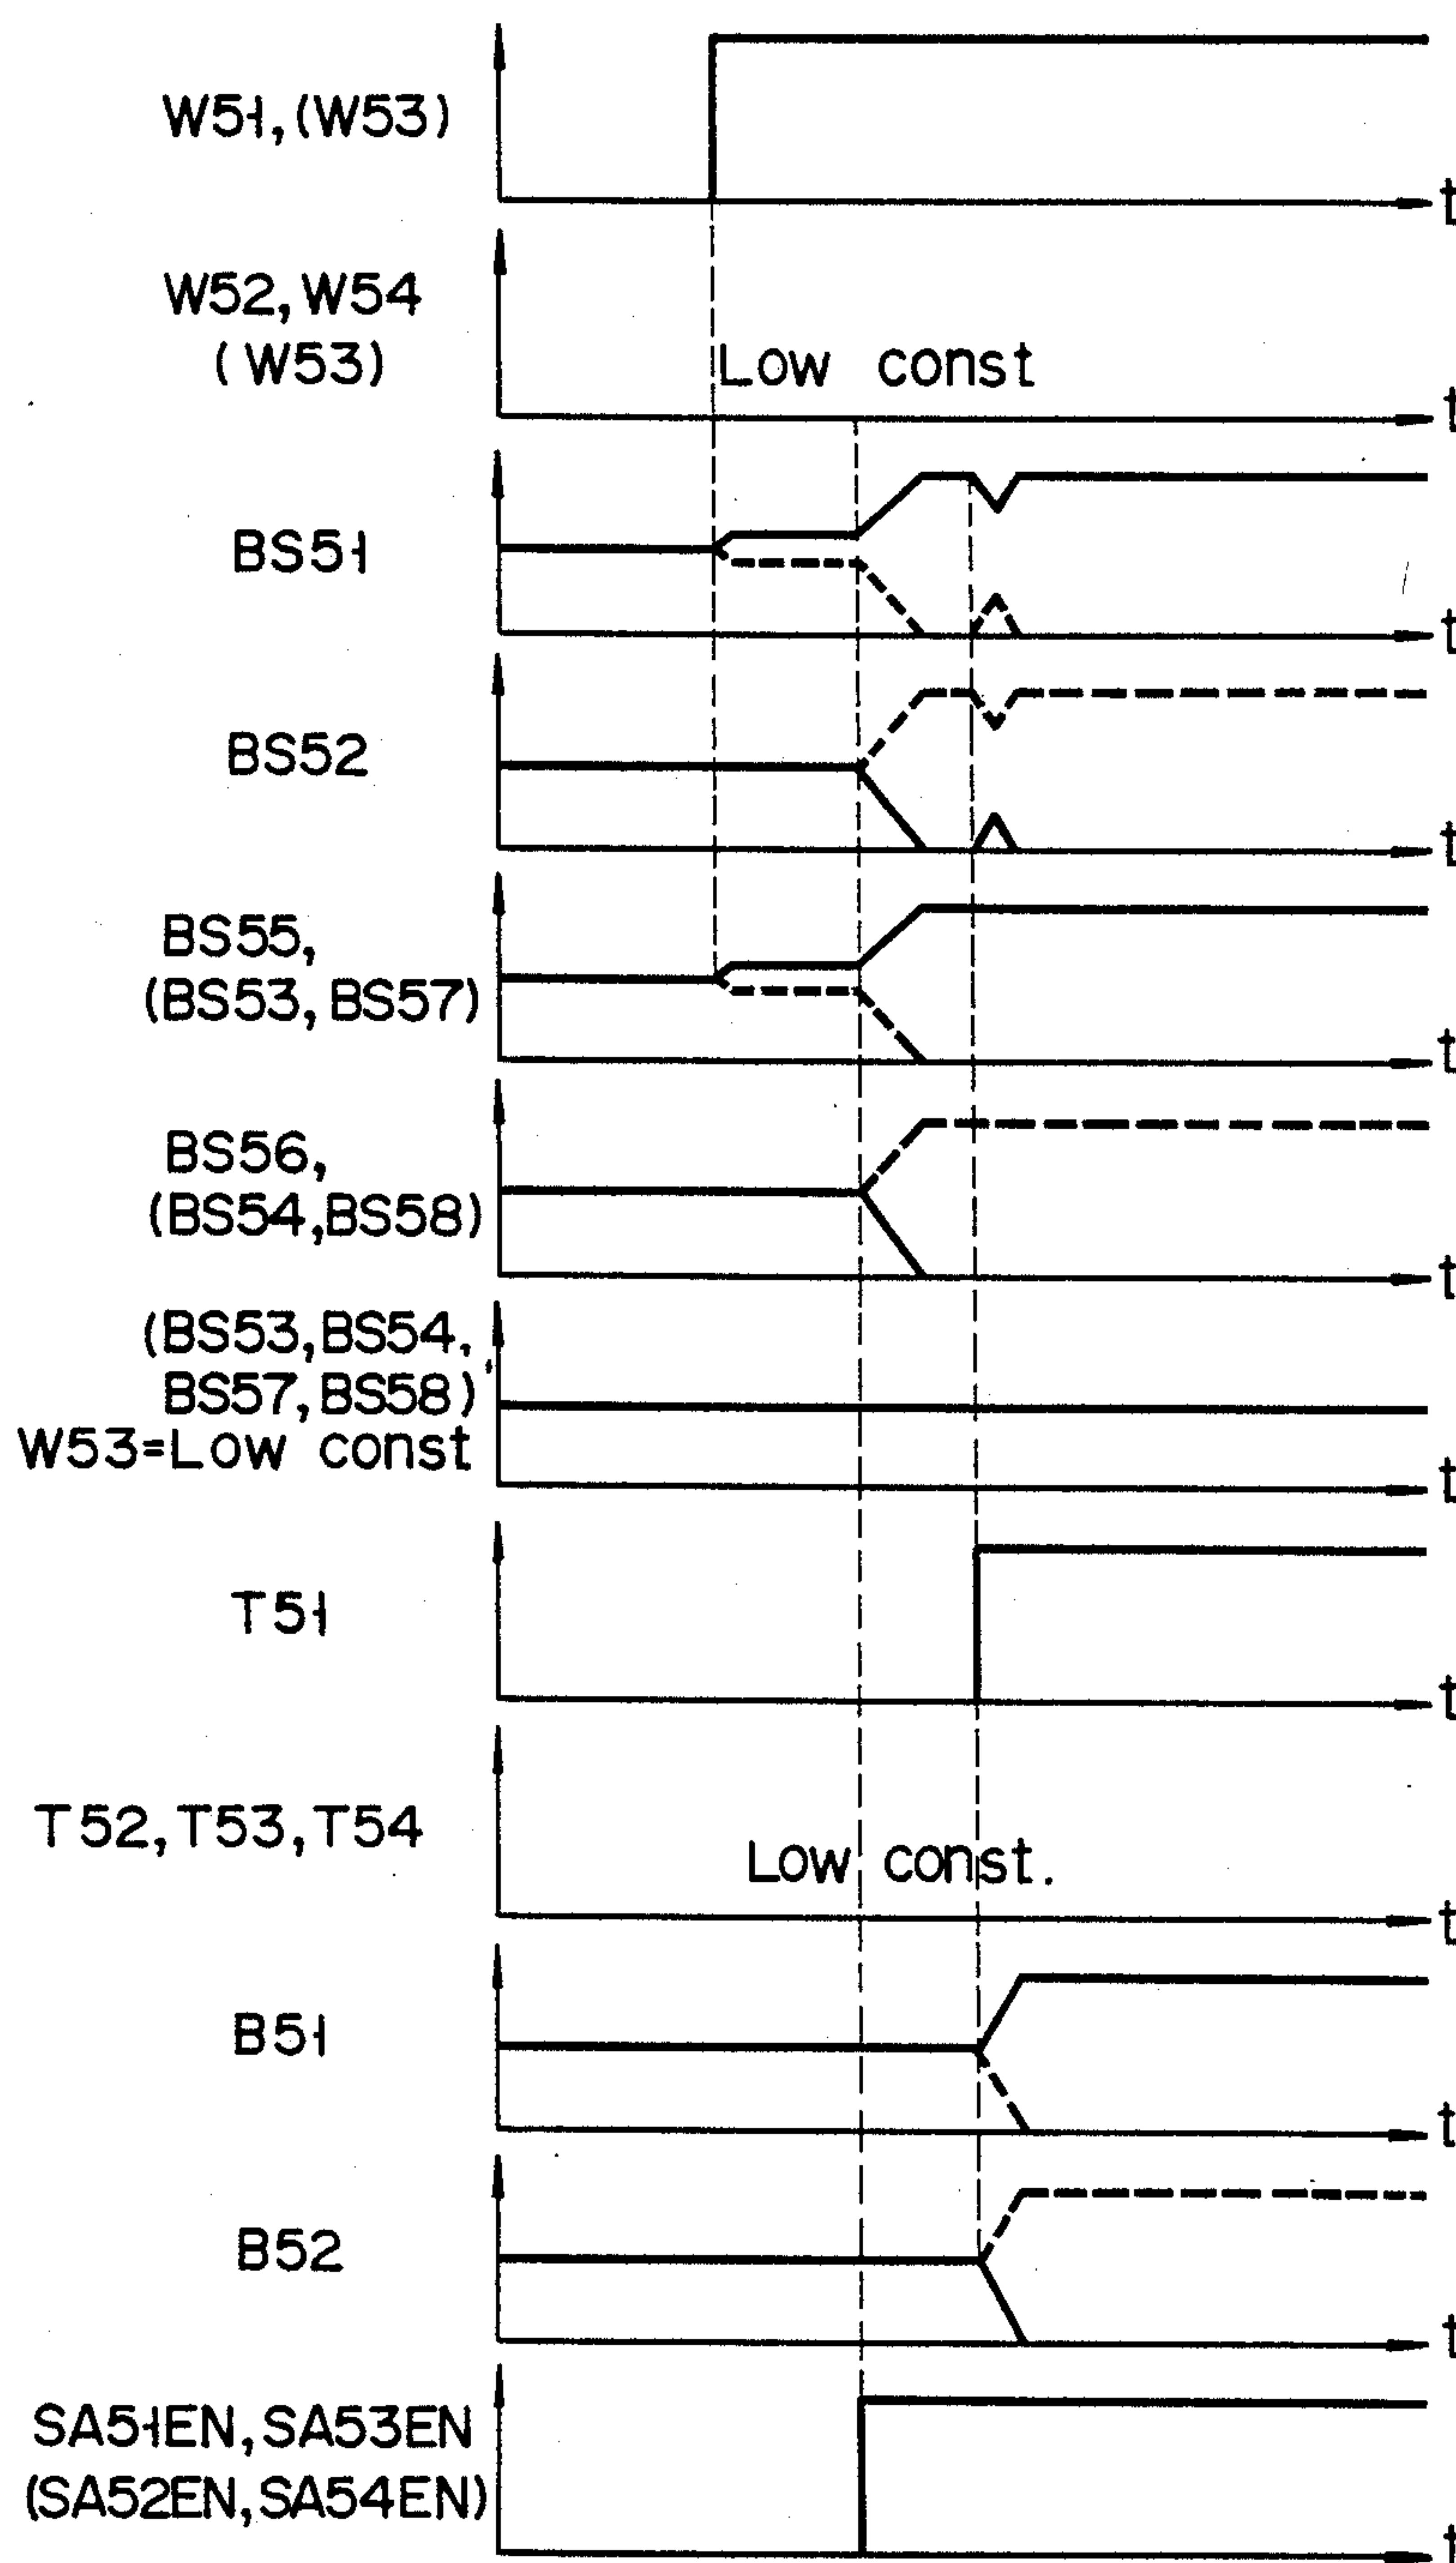 W51,(W53)
t
W52,W54
(W53)
Low const
t
BS51
t
BS52
t
BS55,
(BS53,BS57)
t
BS56,
(BS54,BS58)
t
(BS53,BS54,
BS57,BS58)
W53=Low const
t
T51
t
T52,T53,T54
Low const.
t
B51
t
B52
t
SA51EN,SA53EN
(SA52EN,SA54EN)
t